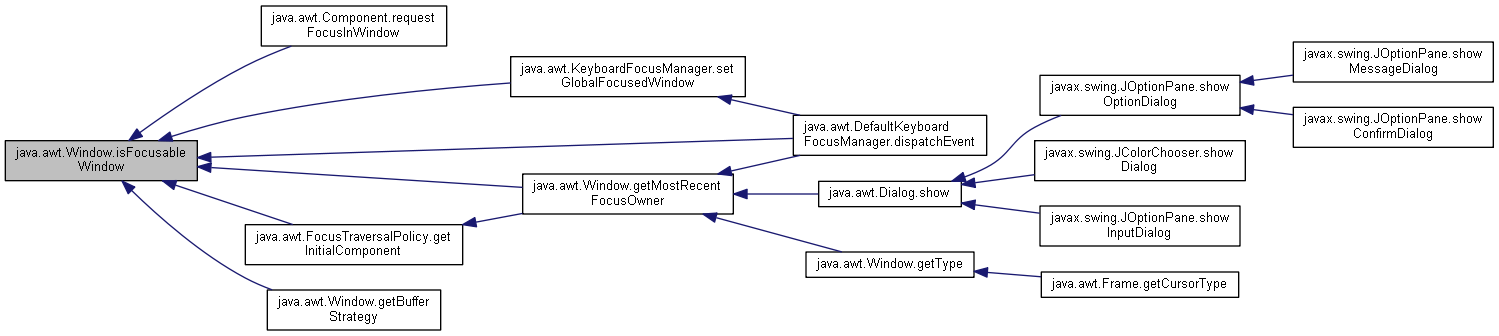 java.awt.Component.request
FocusInWindow
java.awt.KeyboardFocusManager.set
GlobalFocusedWindow
javax.swing.JOptionPane.show
MessageDialog
javax.swing.JOptionPane.show
OptionDialog
javax.swing.JOptionPane.show
ConfirmDialog
java.awt.DefaultKeyboard
FocusManager.dispatchEvent
java.awt.Window.isFocusable
Window
javax.swing.JColorChooser.show
Dialog
java.awt.Window.getMostRecent
FocusOwner
java.awt.Dialog.show
javax.swing.JOptionPane.show
InputDialog
java.awt.FocusTraversalPolicy.get
InitialComponent
java.awt.Window.getType
java.awt.Frame.getCursorType
java.awt.Window.getBuffer
Strategy